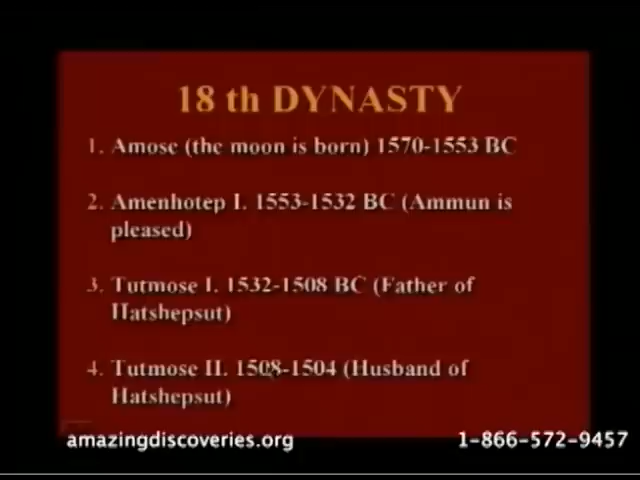 18 th DYNASTY
1. Amose (the moon is born) 1570-1553 BC
2. Amenhotep I. 1553-1532 BC (Ammun is
pleased)
3. Tutmose I. 1532-1508 BC (Father of
Hatshepsut)
4. Tutmose II. 1508-1504 (Husband of
Hatshepsut)
amazingdiscoveries.org 1-866-572-9457